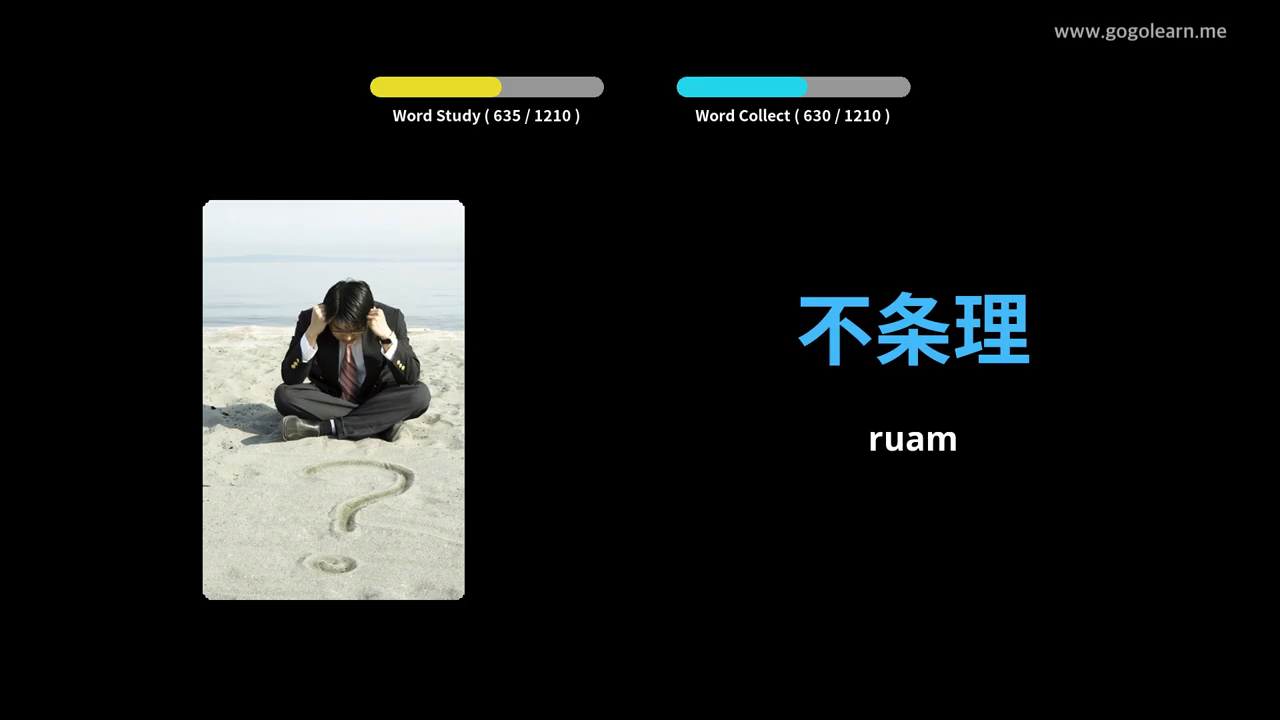 www.gogolearn.me
Word Study ( 635 / 1210 )
Word Collect ( 630 / 1210 )
不条理
ruam
?